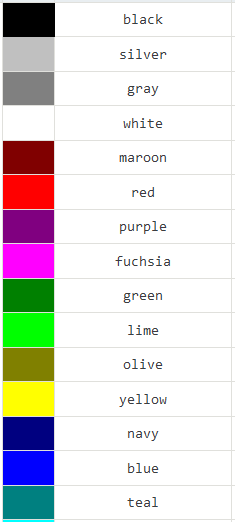 black
silver
gray
white
maroon
red
purple
fuchsia
green
lime
olive
yellow
navy
blue
teal